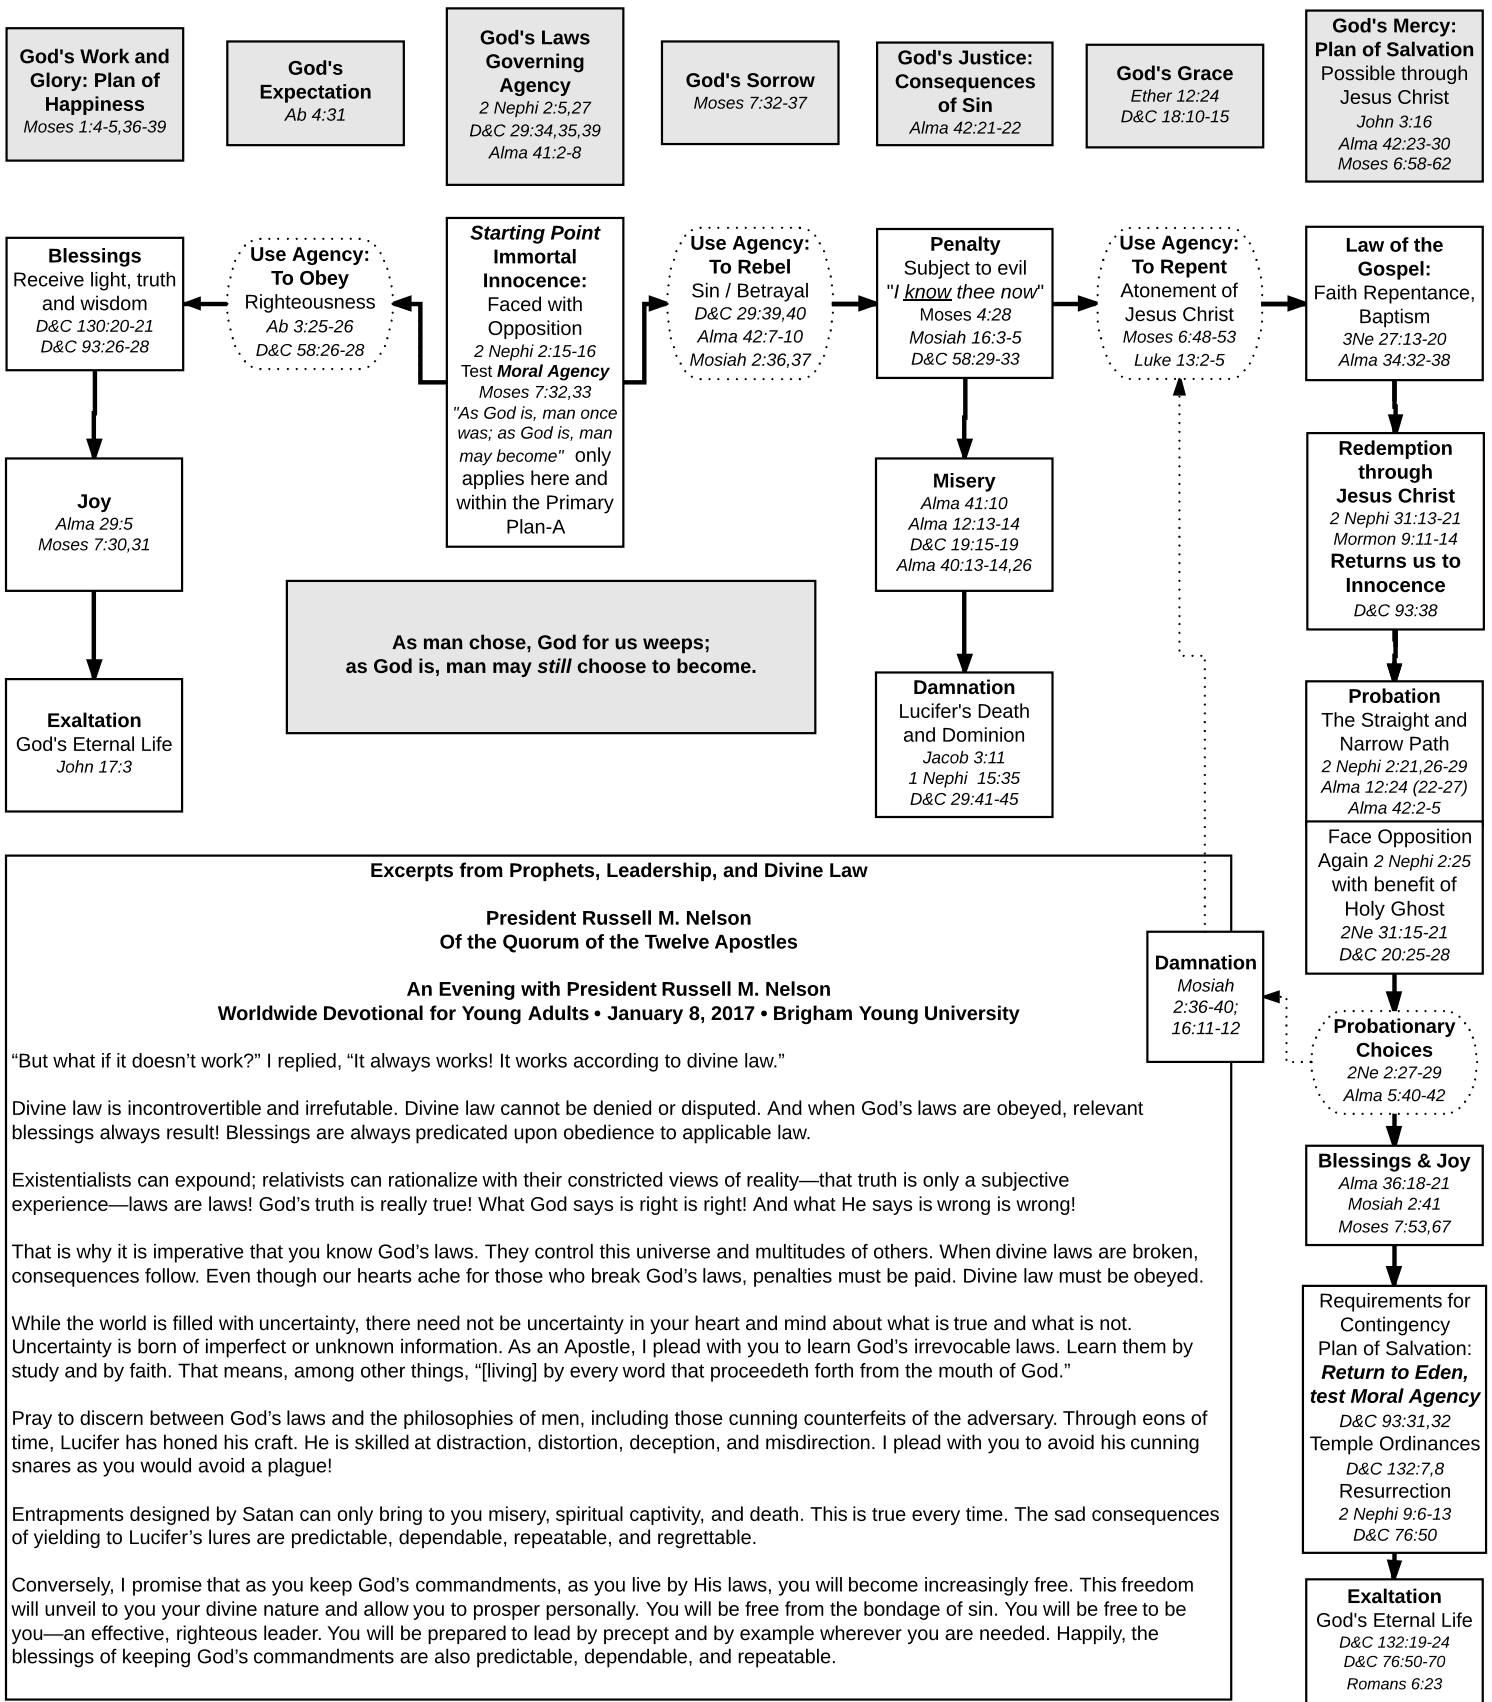 God's Work and
Glory: Plan of
Happiness
Moses 1:4-5,36-39
God's
Expectation
Ab 4:31
God's Laws
Governing
Agency
2 Nephi 2:5,27
D&C 29:34,35,39
Alma 41:2-8
God's Sorrow
Moses 7:32-37
God's Justice:
Consequences
of Sin
Alma 42:21-22
God's Grace
Ether 12:24
D&C 18:10-15
God's Mercy:
Plan of Salvation
Possible through
Jesus Christ
John 3:16
Alma 42:23-30
Moses 6:58-62
Blessings
Receive light, truth
and wisdom
D&C 130:20-21
D&C 93:26-28
Use Agency:
To Obey
Righteousness
Ab 3:25-26
D&C 58:26-28
Starting Point
Immortal
Innocence:
Faced with
Opposition
2 Nephi 2:15-16
Test Moral Agency
Moses 7:32,33
"As God is, man once
was; as God is, man
may become" only
applies here and
within the Primary
Plan-A
Use Agency:
To Rebel
Sin / Betrayal
D&C 29:39,40
Alma 42:7-10
Mosiah 2:36,37
Penalty
Subject to evil
"I know thee now"
Moses 4:28
Mosiah 16:3-5
D&C 58:29-33
Use Agency:
To Repent
Atonement of
Jesus Christ
Moses 6:48-53
Luke 13:2-5
Law of the
Gospel:
Faith Repentance,
Baptism
3Ne 27:13-20
Alma 34:32-38
Joy
Alma 29:5
Moses 7:30,31
Misery
Alma 41:10
Alma 12:13-14
D&C 19:15-19
Alma 40:13-14,26
Redemption
through
Jesus Christ
2 Nephi 31:13-21
Mormon 9:11-14
Returns us to
Innocence
D&C 93:38
As man chose, God for us weeps;
as God is, man may still choose to become.
Exaltation
God's Eternal Life
John 17:3
Damnation
Lucifer's Death
and Dominion
Jacob 3:11
1 Nephi 15:35
D&C 29:41-45
Probation
The Straight and
Narrow Path
2 Nephi 2:21,26-29
Alma 12:24 (22-27)
Alma 42:2-5
Face Opposition
Again 2 Nephi 2:25
with benefit of
Holy Ghost
2Ne 31:15-21
D&C 20:25-28
Damnation
Mosiah
2:36-40;
16:11-12
Probationary
Choices
2Ne 2:27-29
Alma 5:40-42
Blessings & Joy
Alma 36:18-21
Mosiah 2:41
Moses 7:53,67
Requirements for
Contingency
Plan of Salvation:
Return to Eden,
test Moral Agency
D&C 93:31,32
Temple Ordinances
D&C 132:7,8
Resurrection
2 Nephi 9:6-13
D&C 76:50
Exaltation
God's Eternal Life
D&C 132:19-24
D&C 76:50-70
Romans 6:23
Excerpts from Prophets, Leadership, and Divine Law
President Russell M. Nelson
Of the Quorum of the Twelve Apostles
An Evening with President Russell M. Nelson
Worldwide Devotional for Young Adults • January 8, 2017 • Brigham Young University
“But what if it doesn’t work?” I replied, “It always works! It works according to divine law.”
Divine law is incontrovertible and irrefutable. Divine law cannot be denied or disputed. And when God’s laws are obeyed, relevant
blessings always result! Blessings are always predicated upon obedience to applicable law.
Existentialists can expound; relativists can rationalize with their constricted views of reality—that truth is only a subjective
experience—laws are laws! God’s truth is really true! What God says is right is right! And what He says is wrong is wrong!
That is why it is imperative that you know God’s laws. They control this universe and multitudes of others. When divine laws are broken,
consequences follow. Even though our hearts ache for those who break God’s laws, penalties must be paid. Divine law must be obeyed.
While the world is filled with uncertainty, there need not be uncertainty in your heart and mind about what is true and what is not.
Uncertainty is born of imperfect or unknown information. As an Apostle, I plead with you to learn God’s irrevocable laws. Learn them by
study and by faith. That means, among other things, “[living] by every word that proceedeth forth from the mouth of God.”
Pray to discern between God’s laws and the philosophies of men, including those cunning counterfeits of the adversary. Through eons of
time, Lucifer has honed his craft. He is skilled at distraction, distortion, deception, and misdirection. I plead with you to avoid his cunning
snares as you would avoid a plague!
Entrapments designed by Satan can only bring to you misery, spiritual captivity, and death. This is true every time. The sad consequences
of yielding to Lucifer’s lures are predictable, dependable, repeatable, and regrettable.
Conversely, I promise that as you keep God’s commandments, as you live by His laws, you will become increasingly free. This freedom
will unveil to you your divine nature and allow you to prosper personally. You will be free from the bondage of sin. You will be free to be
you—an effective, righteous leader. You will be prepared to lead by precept and by example wherever you are needed. Happily, the
blessings of keeping God’s commandments are also predictable, dependable, and repeatable.